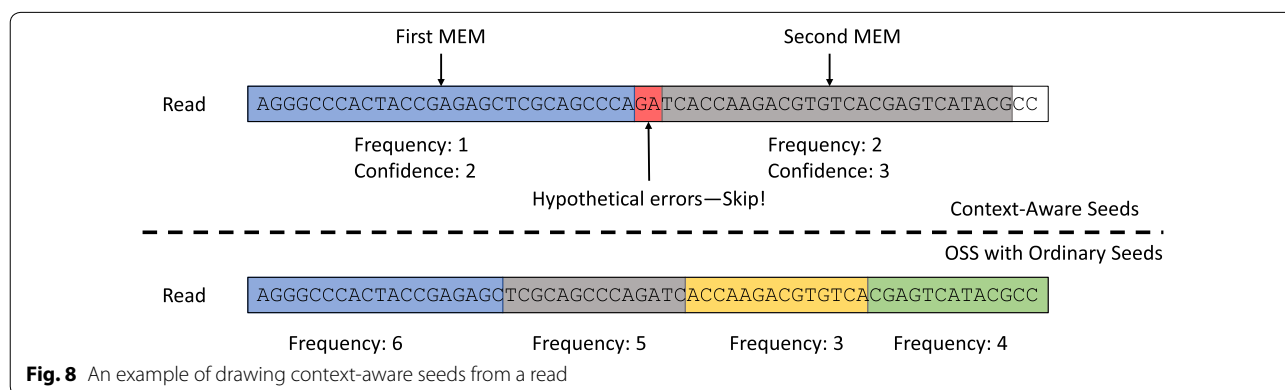 First MEM Second MEM
Read AGGGCCCACTACCGAGAGCTCGCAGCCCAGATCACCAAGACGTGTCACGAGTCATACGCC
Frequency: 1 Frequency: 2
Confidence: 2 Confidence: 3
Hypothetical errors—Skip!
Context-Aware Seeds
OSS with Ordinary Seeds
Read AGGGCCCACTACCGAGAGCTCGCAGCCCAGATCACCAAGACGTGTCACGAGTCATACGCC
Frequency: 6 Frequency: 5 Frequency: 3 Frequency: 4
Fig. 8 An example of drawing context-aware seeds from a read